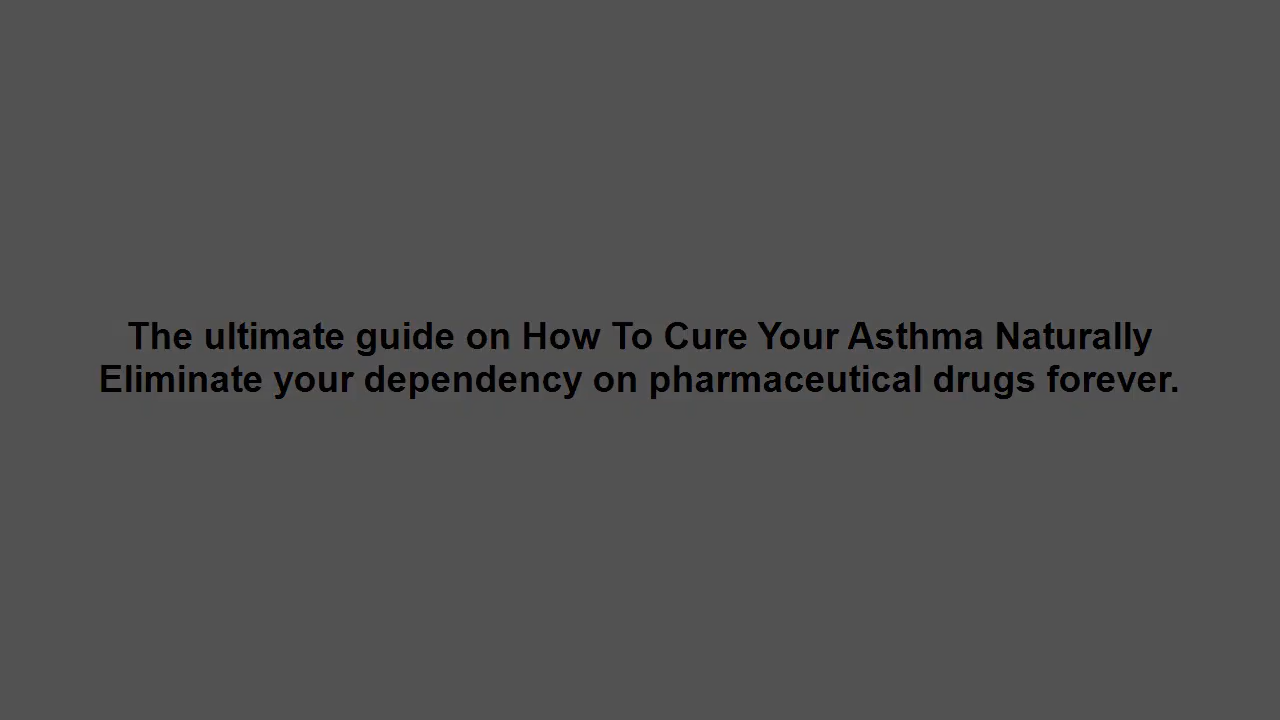 The ultimate guide on How To Cure Your Asthma Naturally
Eliminate your dependency on pharmaceutical drugs forever.